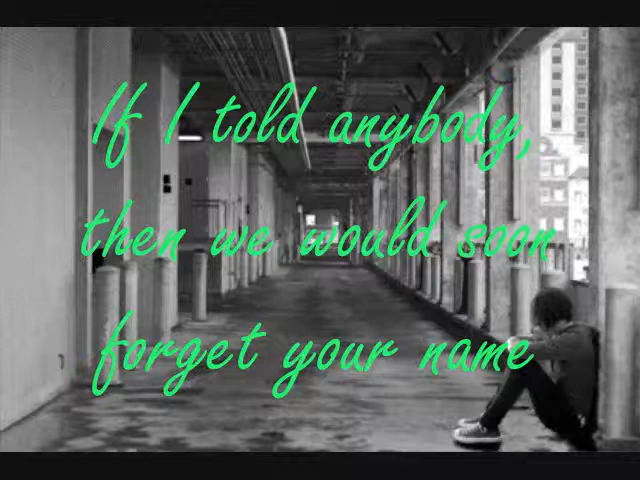 If I told anybody,
then we would soon
forget your name